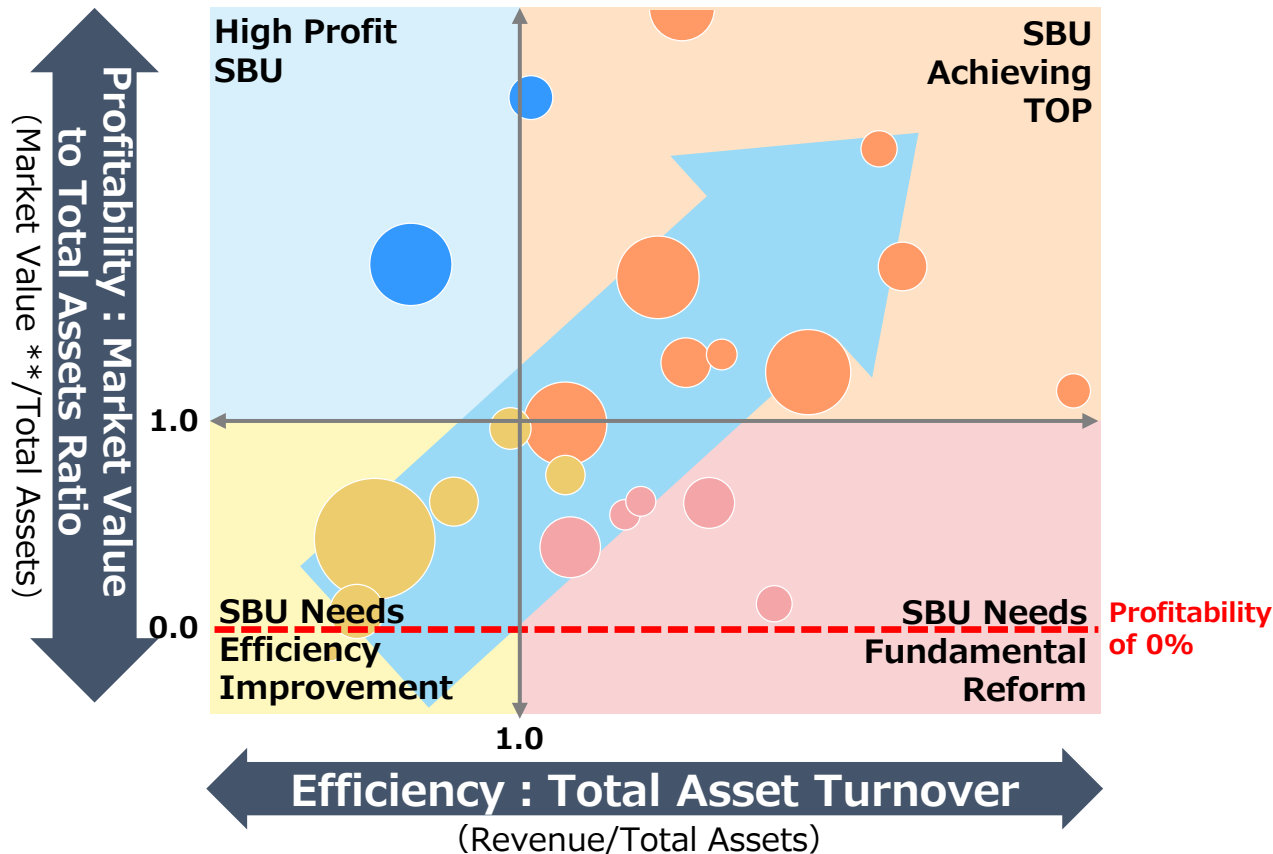 High Profit
SBU
SBU
Achieving
TOP
Profitability : Market Value
to Total Assets Ratio
(Market Value **/Total Assets)
1.0
0.0
SBU Needs
Efficiency
Improvement
SBU Needs
Fundamental
Reform
Profitability
of 0%
1.0
Efficiency : Total Asset Turnover
(Revenue/Total Assets)